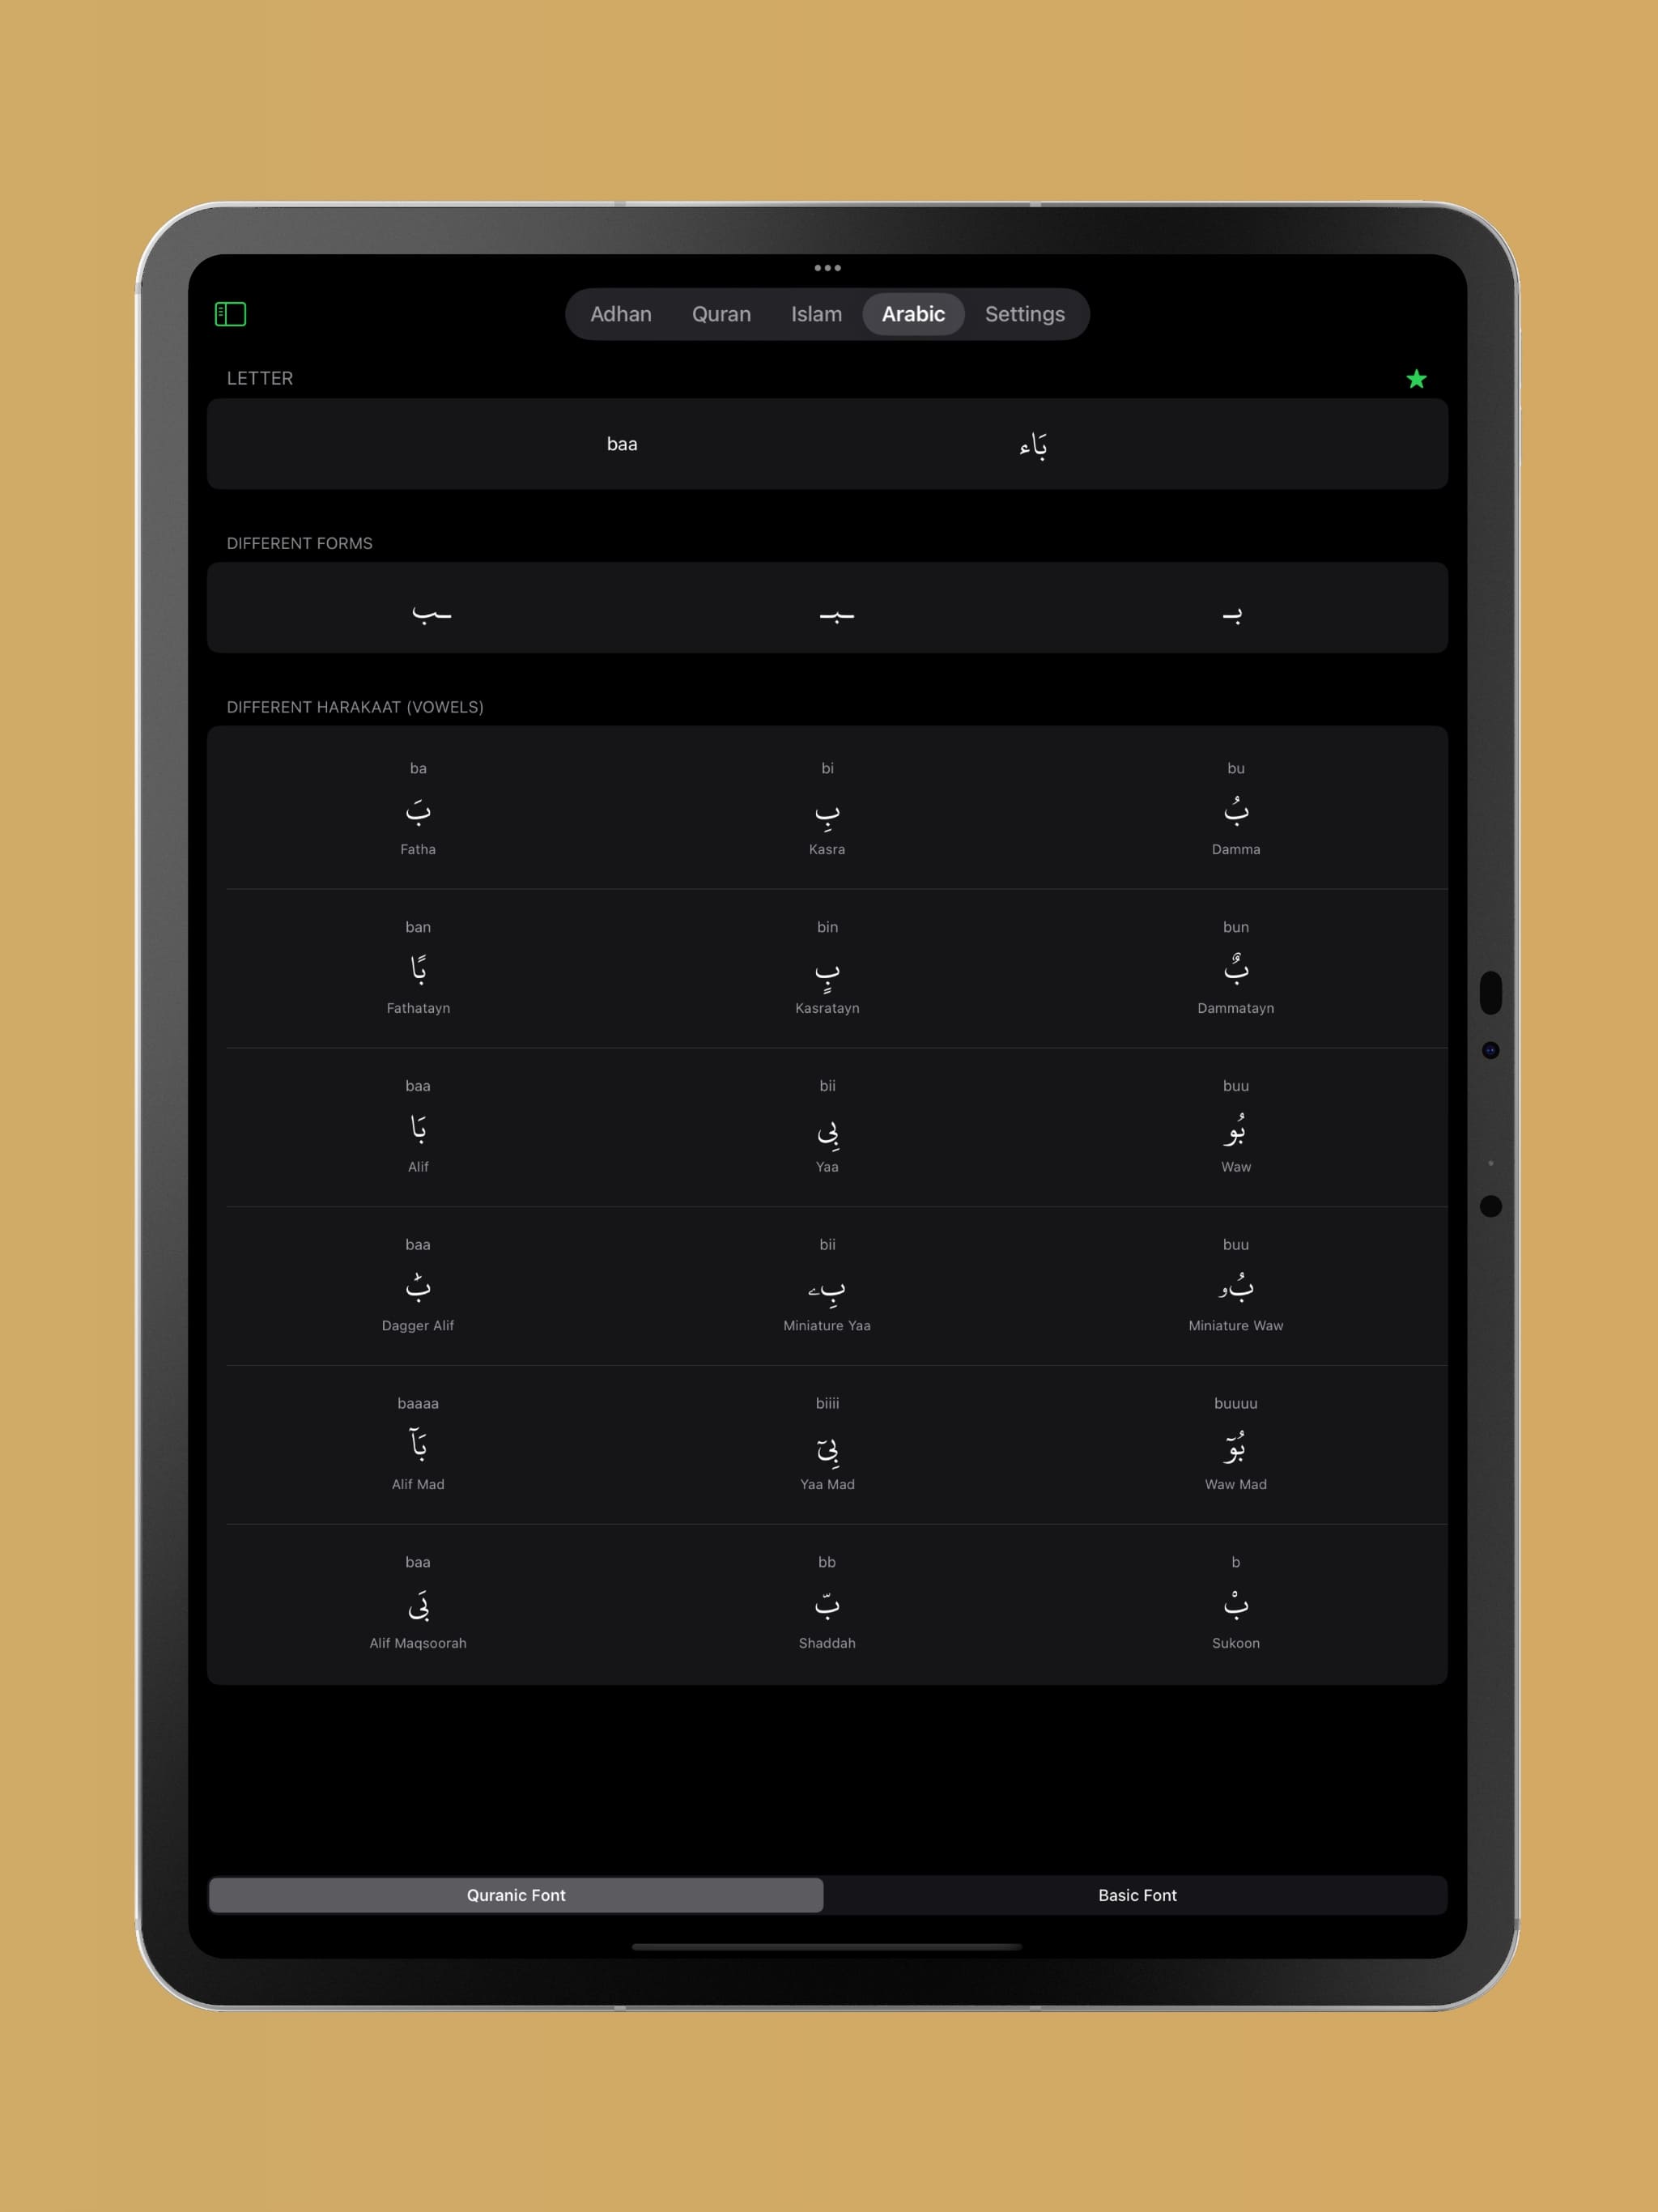 Adhan Quran Islam Arabic Settings
LETTER
baa بَاء
DIFFERENT FORMS
ـب ـبـ بـ
DIFFERENT HARAKAAT (VOWELS)
ba bi bu
بَ بِ بُ
Fatha Kasra Damma
ban bin bun
بًا بٍ بٌ
Fathatayn Kasratayn Dammatayn
baa bii buu
بَا بِی بُو
Alif Yaa Waw
baa bii buu
بٰ بِے بُو
Dagger Alif Miniature Yaa Miniature Waw
baaaa biiii buuuu
بَآ بِیٓ بُوٓ
Alif Mad Yaa Mad Waw Mad
baa bb b
بَی بّ بْ
Alif Maqsoorah Shaddah Sukoon
Quranic Font Basic Font